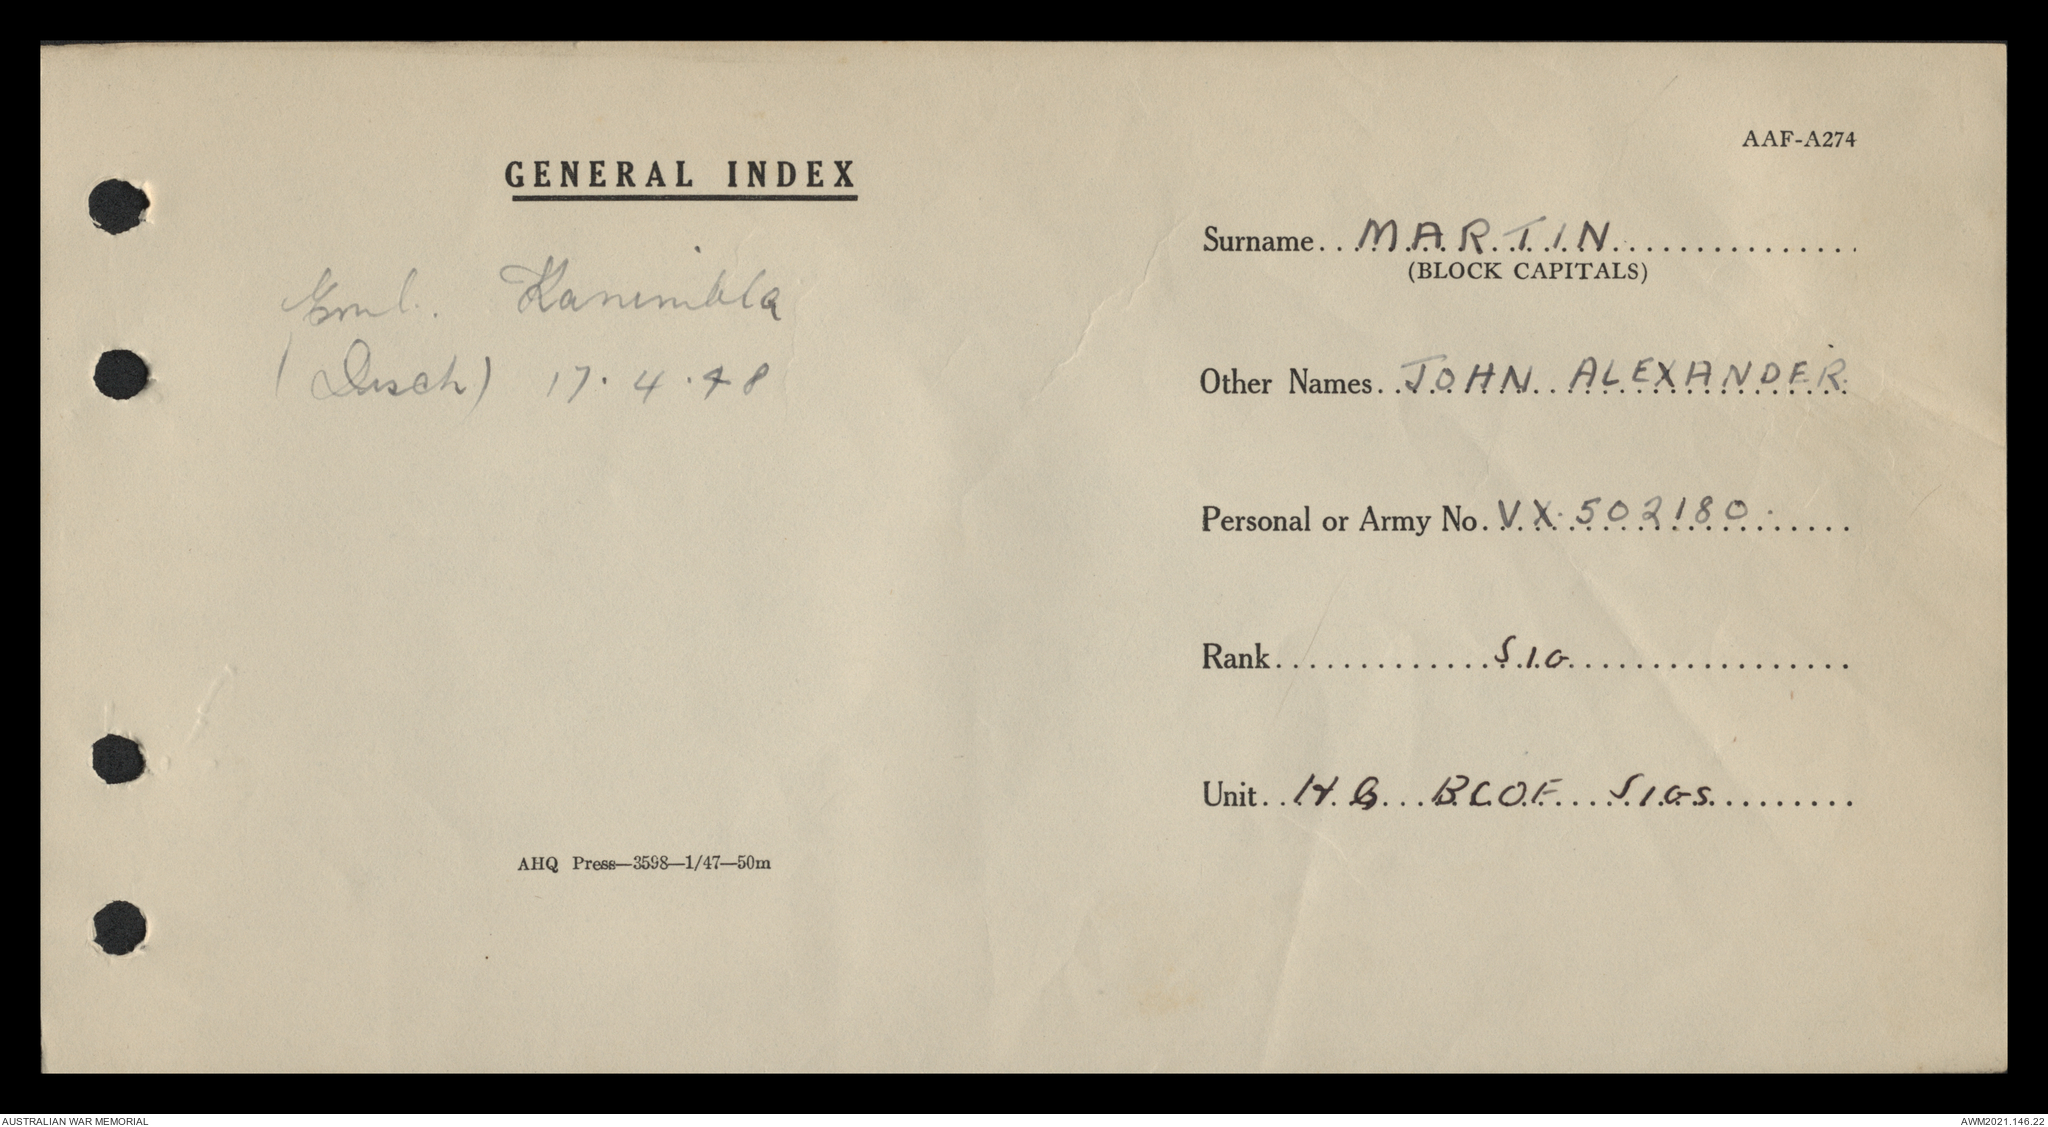 AAF-A274
GENERAL INDEX
Emb. Kanimbla
(Disch) 17.4.48
Surname...MARTIN
(BLOCK CAPITALS)
Other Names..JOHN ALEXANDER
Personal or Army No. VX.502180.
Rank SIG
Unit..HQ BCOF SIGS
AHQ Press—3598—1/47—50m
AUSTRALIAN WAR MEMORIAL
AWM2021.146.22